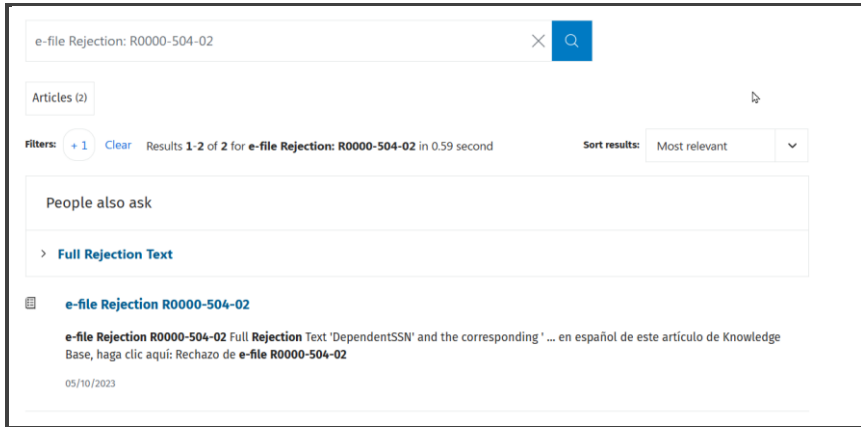 e-file Rejection: R0000-504-02
Articles (2)
Filters: + 1 Clear Results 1-2 of 2 for e-file Rejection: R0000-504-02 in 0.59 second Sort results: Most relevant
People also ask
Full Rejection Text
e-file Rejection R0000-504-02
e-file Rejection R0000-504-02 Full Rejection Text 'DependentSSN' and the corresponding ' ... en español de este artículo de Knowledge
Base, haga clic aquí: Rechazo de e-file R0000-504-02
05/10/2023